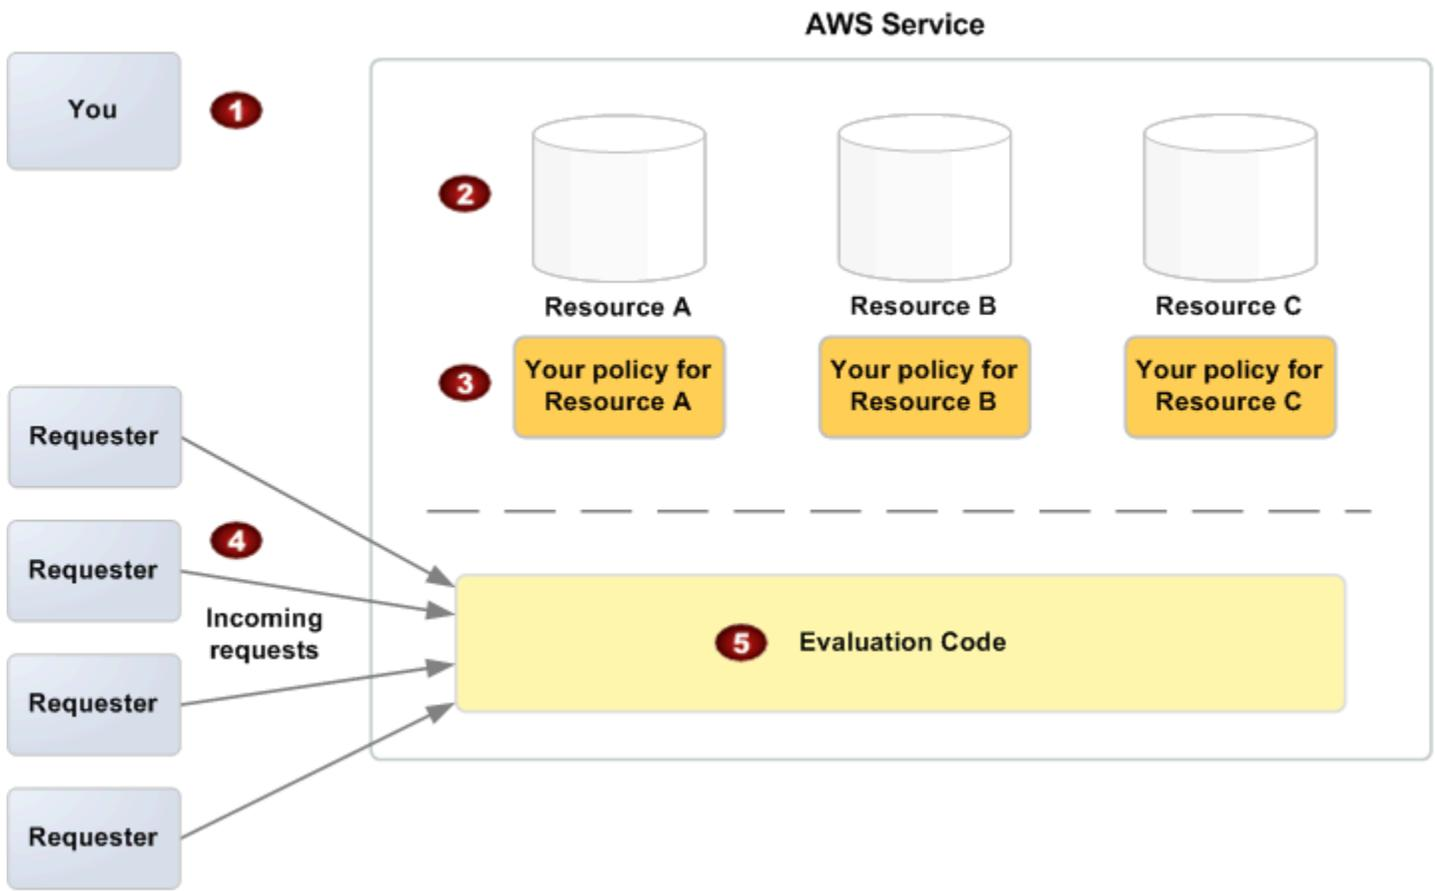 AWS Service
You
1
2
Resource A
Resource B
Resource C
3
Your policy for
Resource A
Your policy for
Resource B
Your policy for
Resource C
Requester
4
Requester
Incoming
requests
5
Evaluation Code
Requester
Requester